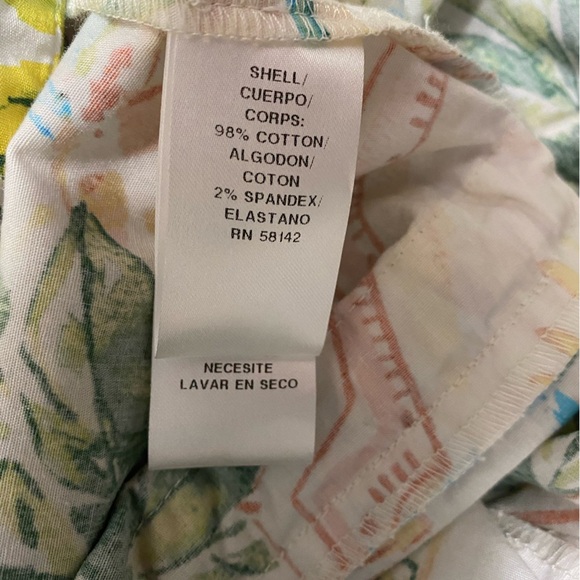 SHELL/
CUERPO/
CORPS:
98% COTTON/
ALGODON/
COTON
2% SPANDEX/
ELASTANO
RN 58142
NECESITE
LAVAR EN SECO